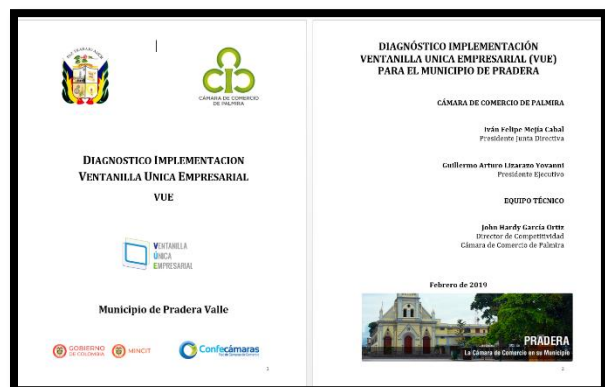 CÁMARA DE COMERCIO
DE PALMIRA
DIAGNOSTICO IMPLEMENTACION
VENTANILLA UNICA EMPRESARIAL
VUE
VENTANILLA
ÚNICA
EMPRESARIAL
Municipio de Pradera Valle
GOBIERNO
DE COLOMBIA
MINCIT
Confecámaras
1
DIAGNÓSTICO IMPLEMENTACIÓN
VENTANILLA UNICA EMPRESARIAL (VUE)
PARA EL MUNICIPIO DE PRADERA
CÁMARA DE COMERCIO DE PALMIRA
Iván Felipe Mejía Cabal
Presidente Junta Directiva
Guillermo Arturo Lizarazo Yovanni
Presidente Ejecutivo
EQUIPO TÉCNICO
John Hardy García Ortiz
Director de Competitividad
Cámara de Comercio de Palmira
Febrero de 2019
PRADERA
La Cámara de Comercio en su Municipio